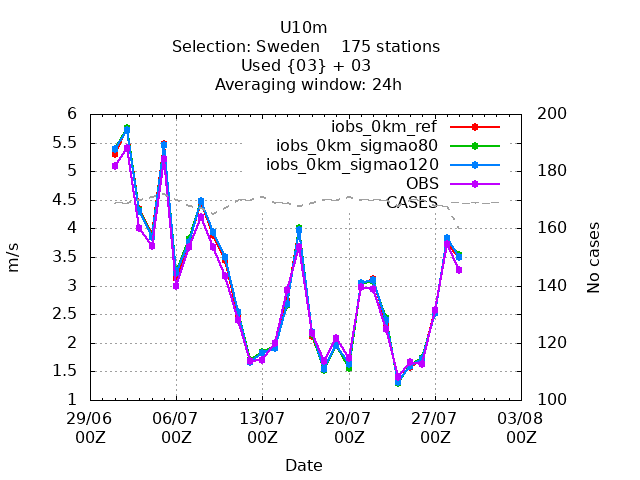 U10m
Selection: Sweden    175 stations
Used {03} + 03
Averaging window: 24h
iobs_0km_ref
iobs_0km_sigmao80
iobs_0km_sigmao120
OBS
CASES
6
5.5
5
4.5
4
3.5
3
2.5
2
1.5
1
m/s
200
180
160
140
120
100
No cases
29/06 06/07 13/07 20/07 27/07 03/08
00Z 00Z 00Z 00Z 00Z 00Z
Date